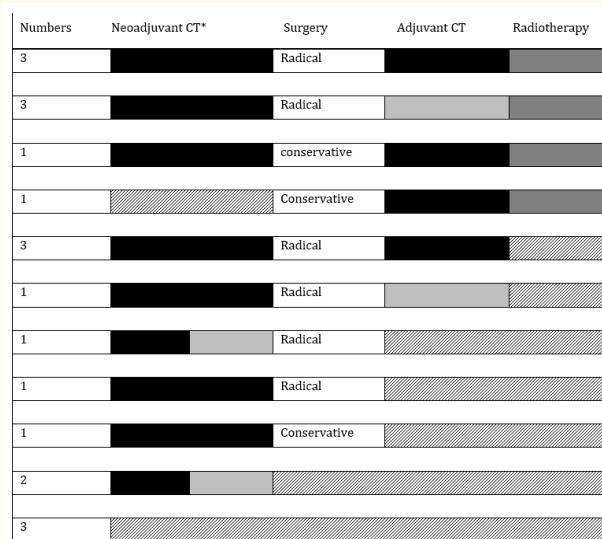 Numbers Neoadjuvant CT* Surgery Adjuvant CT Radiotherapy
3 Radical
3 Radical
1 conservative
1 Conservative
3 Radical
1 Radical
1 Radical
1 Radical
1 Conservative
2
3